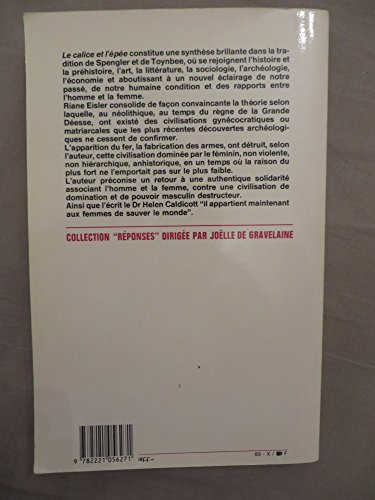 Le calice et l'épée constitue une synthèse brillante dans la tra-
dition de Spengler et de Toynbee, où se rejoignent l'histoire et
la préhistoire, l'art, la littérature, la sociologie, l'archéologie,
l'économie et aboutissant à un nouvel éclairage de notre
passé, de notre humaine condition et des rapports entre
l'homme et la femme.
Riane Eisler consolide de façon convaincante la théorie selon
laquelle, au néolithique, au temps du règne de la Grande
Déesse, ont existé des civilisations gynécocratiques ou
matriarcales que les plus récentes découvertes archéologi-
ques ne cessent de confirmer.
L'apparition du fer, la fabrication des armes, ont détruit, selon
l'auteur, cette civilisation dominée par le féminin, non violente,
non hiérarchique, anhistorique, en un temps où la raison du
plus fort ne l'emportait pas sur le plus faible.
L'auteur préconise un retour à une authentique solidarité
associant l'homme et la femme, contre une civilisation de
domination et de pouvoir masculin destructeur.
Ainsi que l'écrit le Dr Helen Caldicott "il appartient maintenant
aux femmes de sauver le monde".
COLLECTION "RÉPONSES" DIRIGÉE PAR JOËLLE DE GRAVELAINE
9 782221 056271
89 - X / F